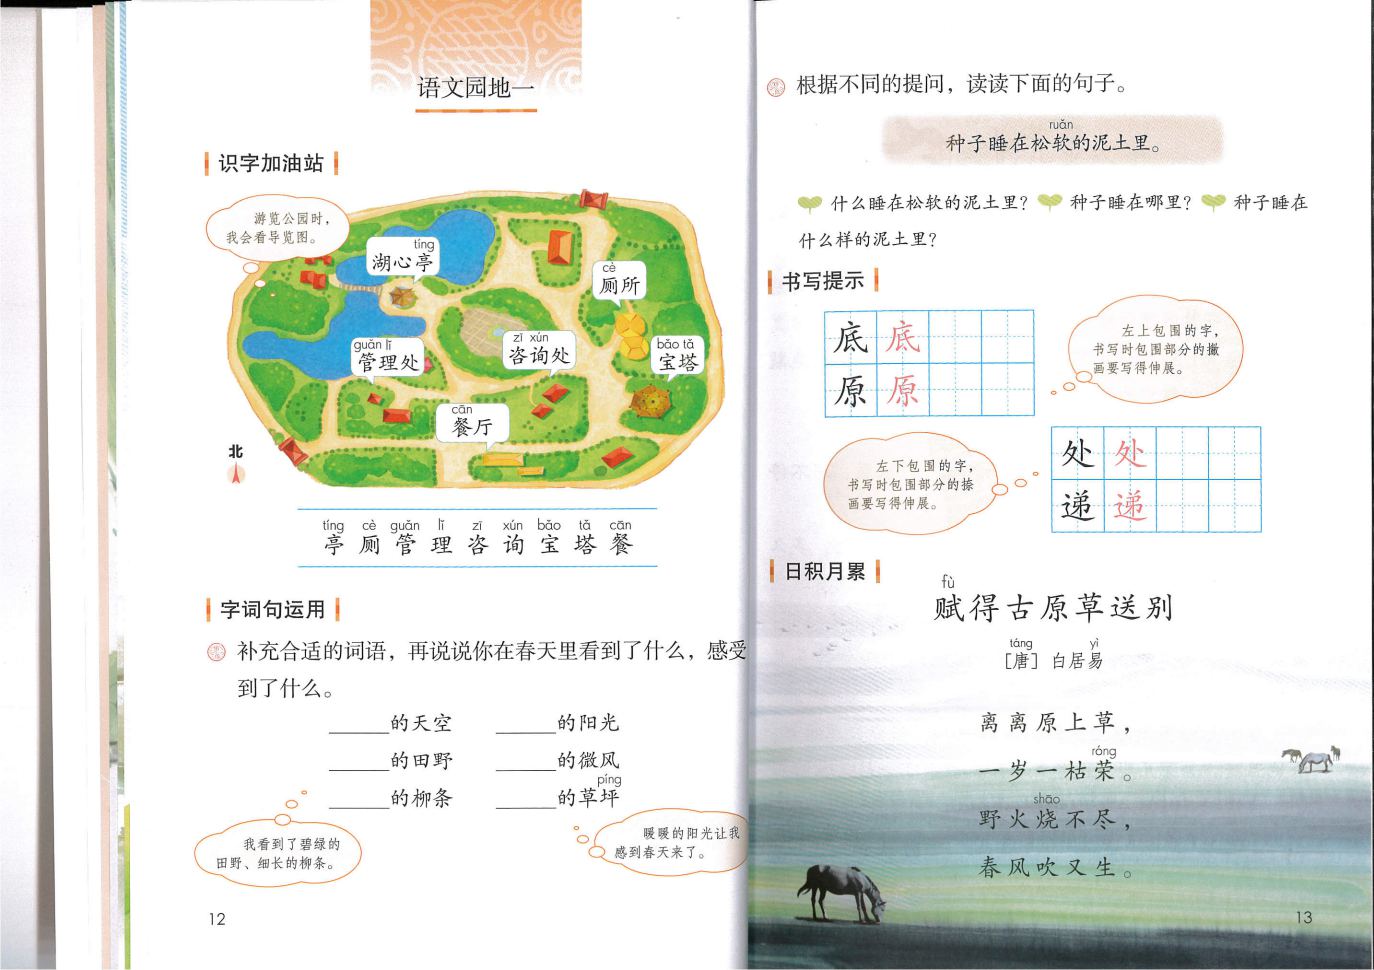 语文园地一
识字加油站
游览公园时，
我会看导览图。
tíng
湖心亭
cè
厕所
guǎn lǐ
管理处
zī xún
咨询处
bǎo tǎ
宝塔
cān
餐厅
北
tíng cè guǎn lǐ zī xún bǎo tǎ cān
亭 厕 管 理 咨 询 宝 塔 餐
字词句运用
补充合适的词语，再说说你在春天里看到了什么，感受
到了什么。
______的天空 ______的阳光
______的田野 ______的微风
píng
______的柳条 ______的草坪
我看到了碧绿的
田野、细长的柳条。
暖暖的阳光让我
感到春天来了。
12
根据不同的提问，读读下面的句子。
ruǎn
种子睡在松软的泥土里。
什么睡在松软的泥土里？ 种子睡在哪里？ 种子睡在
什么样的泥土里？
书写提示
底 底
原 原
左上包围的字，
书写时包围部分的撇
画要写得伸展。
左下包围的字，
书写时包围部分的捺
画要写得伸展。
处 处
递 递
日积月累
fù
赋得古原草送别
táng yì
［唐］白居易
离离原上草，
róng
一岁一枯荣。
shāo
野火烧不尽，
春风吹又生。
13